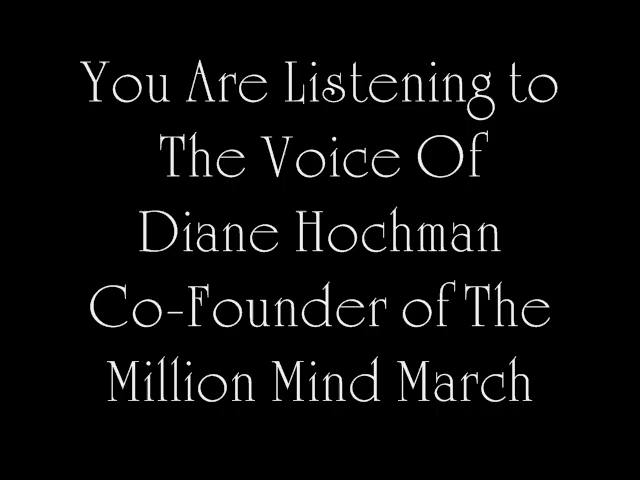 You Are Listening to
The Voice Of
Diane Hochman
Co-Founder of The
Million Mind March